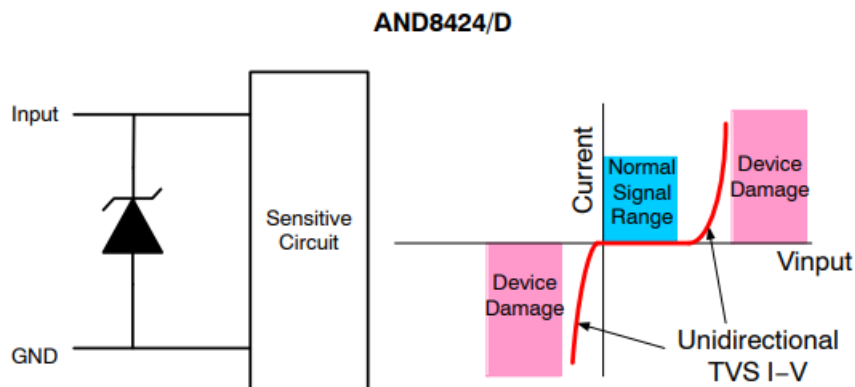 AND8424/D
Input
GND
Sensitive
Circuit
Current
Normal
Signal
Range
Device
Damage
Device
Damage
Vinput
Unidirectional
TVS I−V